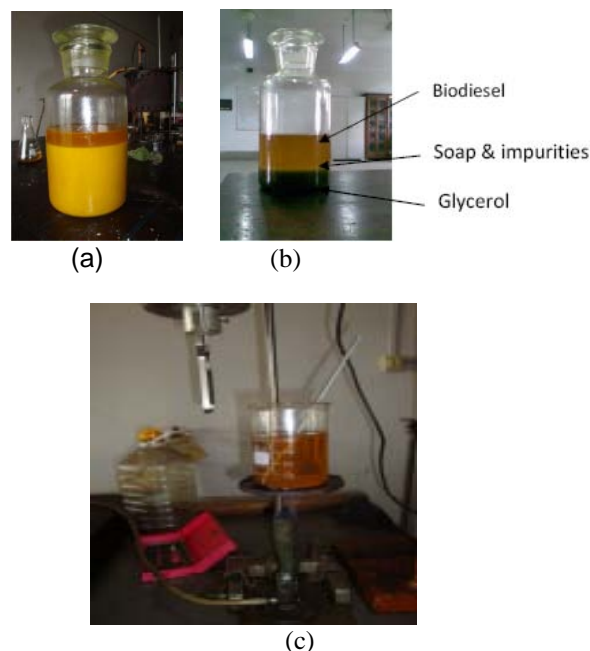 Biodiesel
Soap & impurities
Glycerol
(a)
(b)
(c)